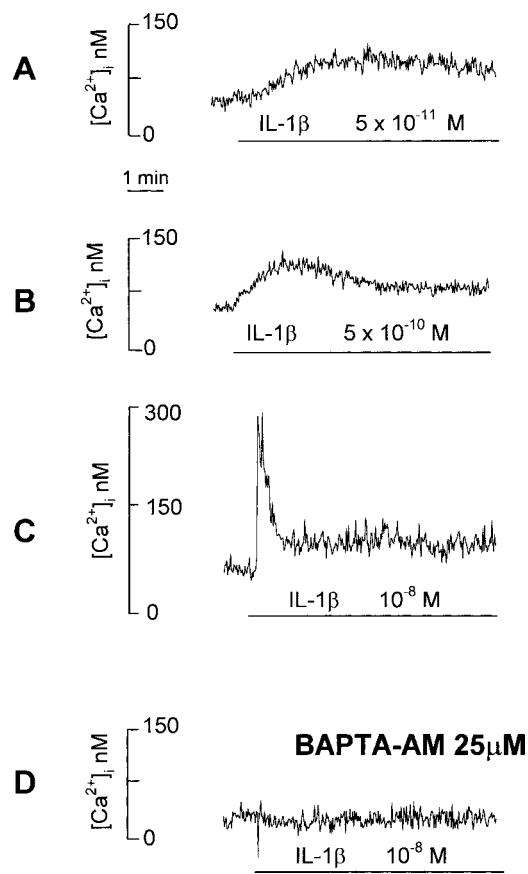 A
[Ca²⁺]ᵢ nM
150
0
IL-1β 5 x 10⁻¹¹ M
1 min
B
[Ca²⁺]ᵢ nM
150
0
IL-1β 5 x 10⁻¹⁰ M
C
[Ca²⁺]ᵢ nM
300
150
0
IL-1β 10⁻⁸ M
D
[Ca²⁺]ᵢ nM
150
0
BAPTA-AM 25μM
IL-1β 10⁻⁸ M